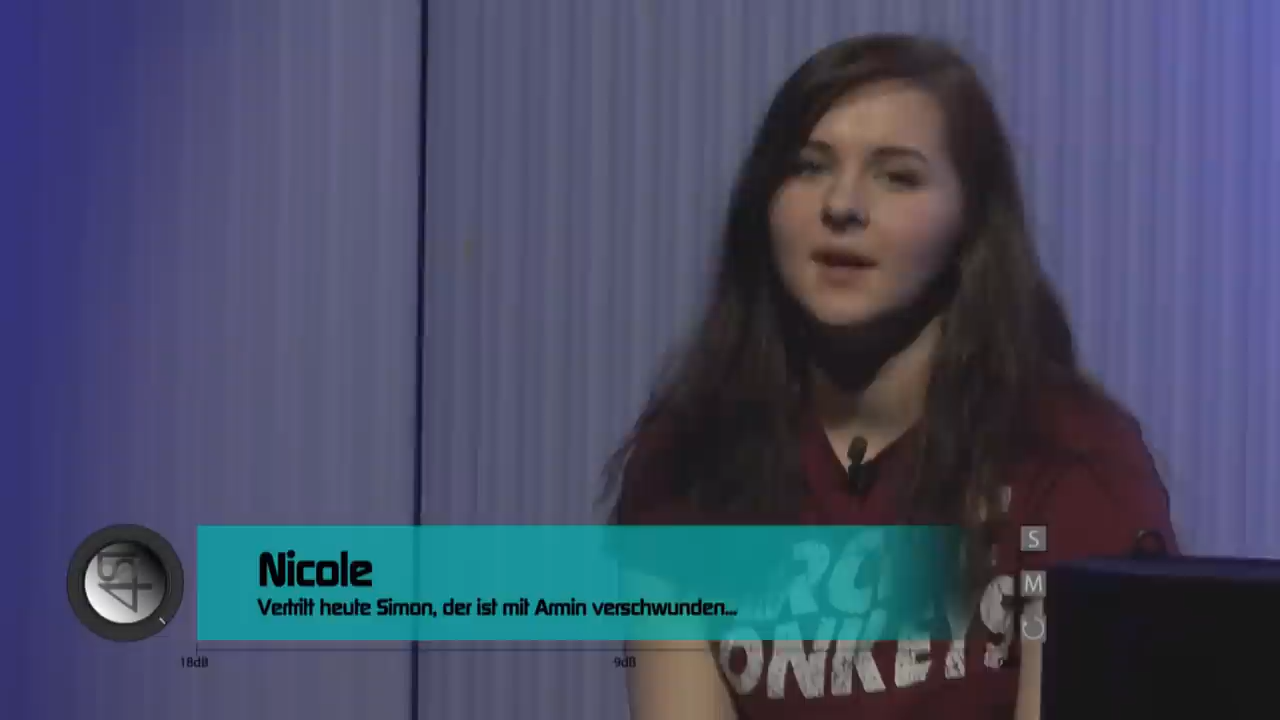 Nicole
Vertritt heute Simon, der ist mit Armin verschwunden...
S
M
18dB
9dB
ONKEYS